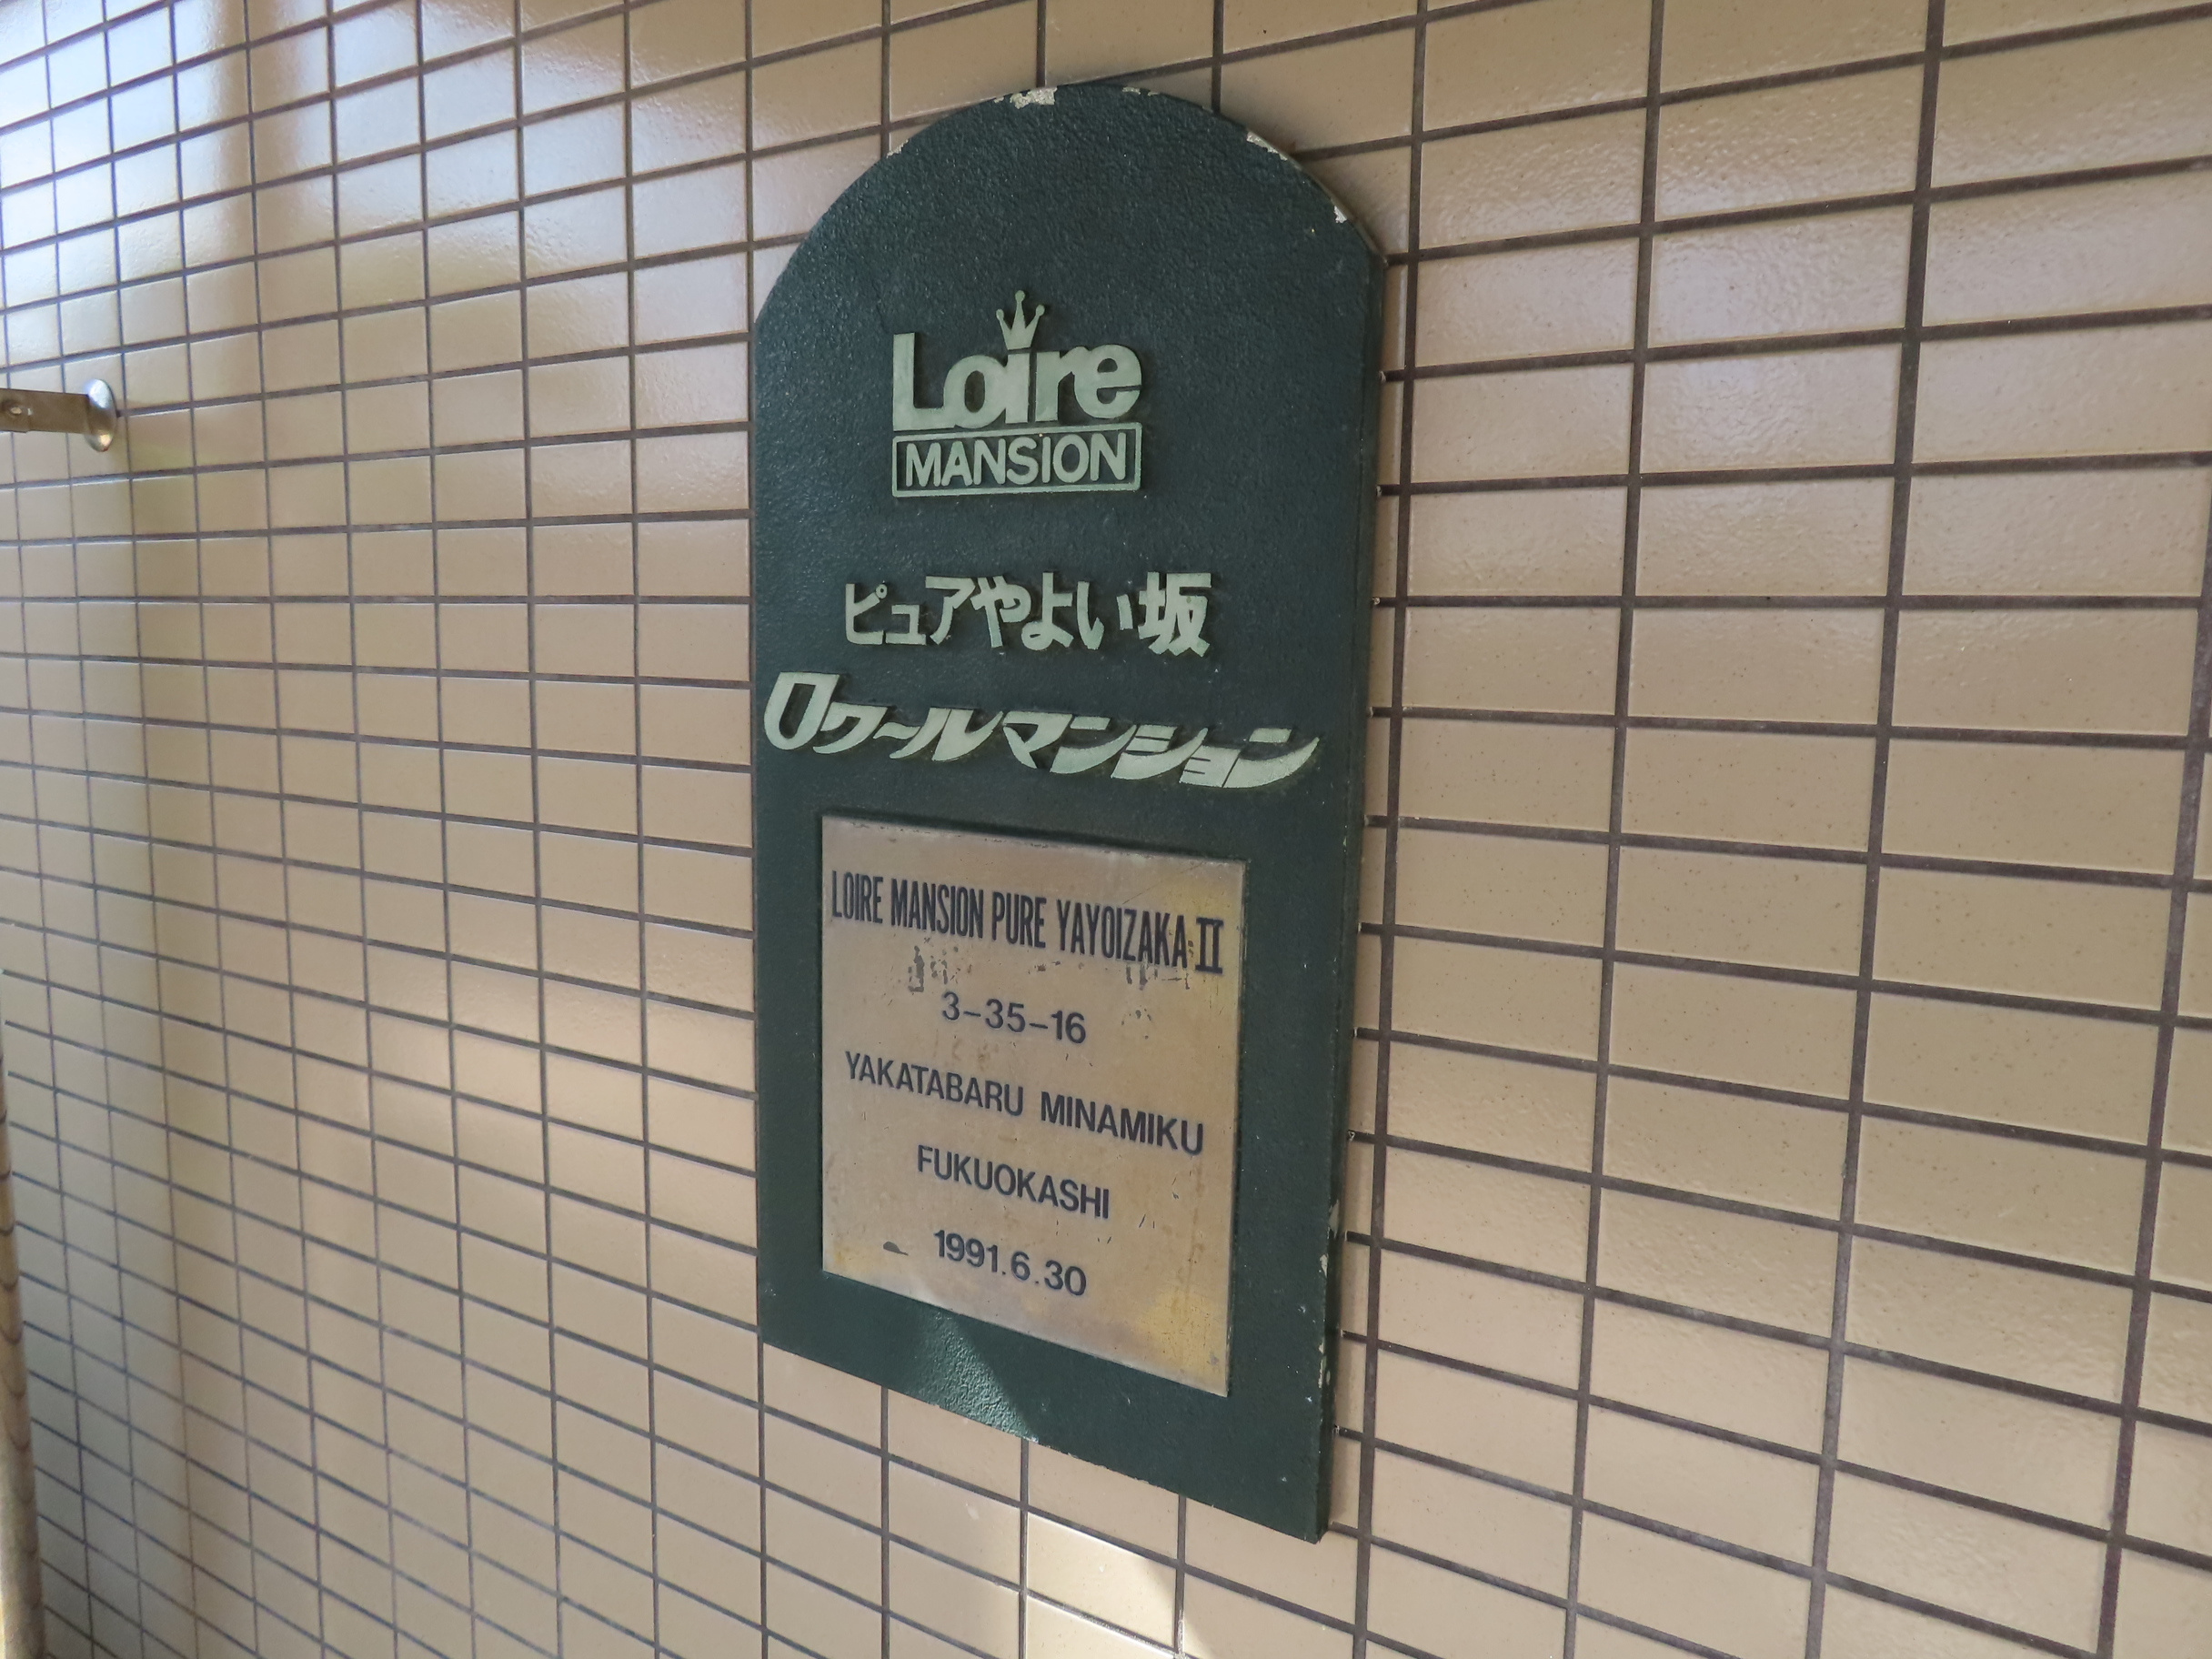 Loire
MANSION
ピュアやよい坂
ロワールマンション
LOIRE MANSION PURE YAYOIZAKA II
3-35-16
YAKATABARU MINAMIKU
FUKUOKASHI
1991.6.30